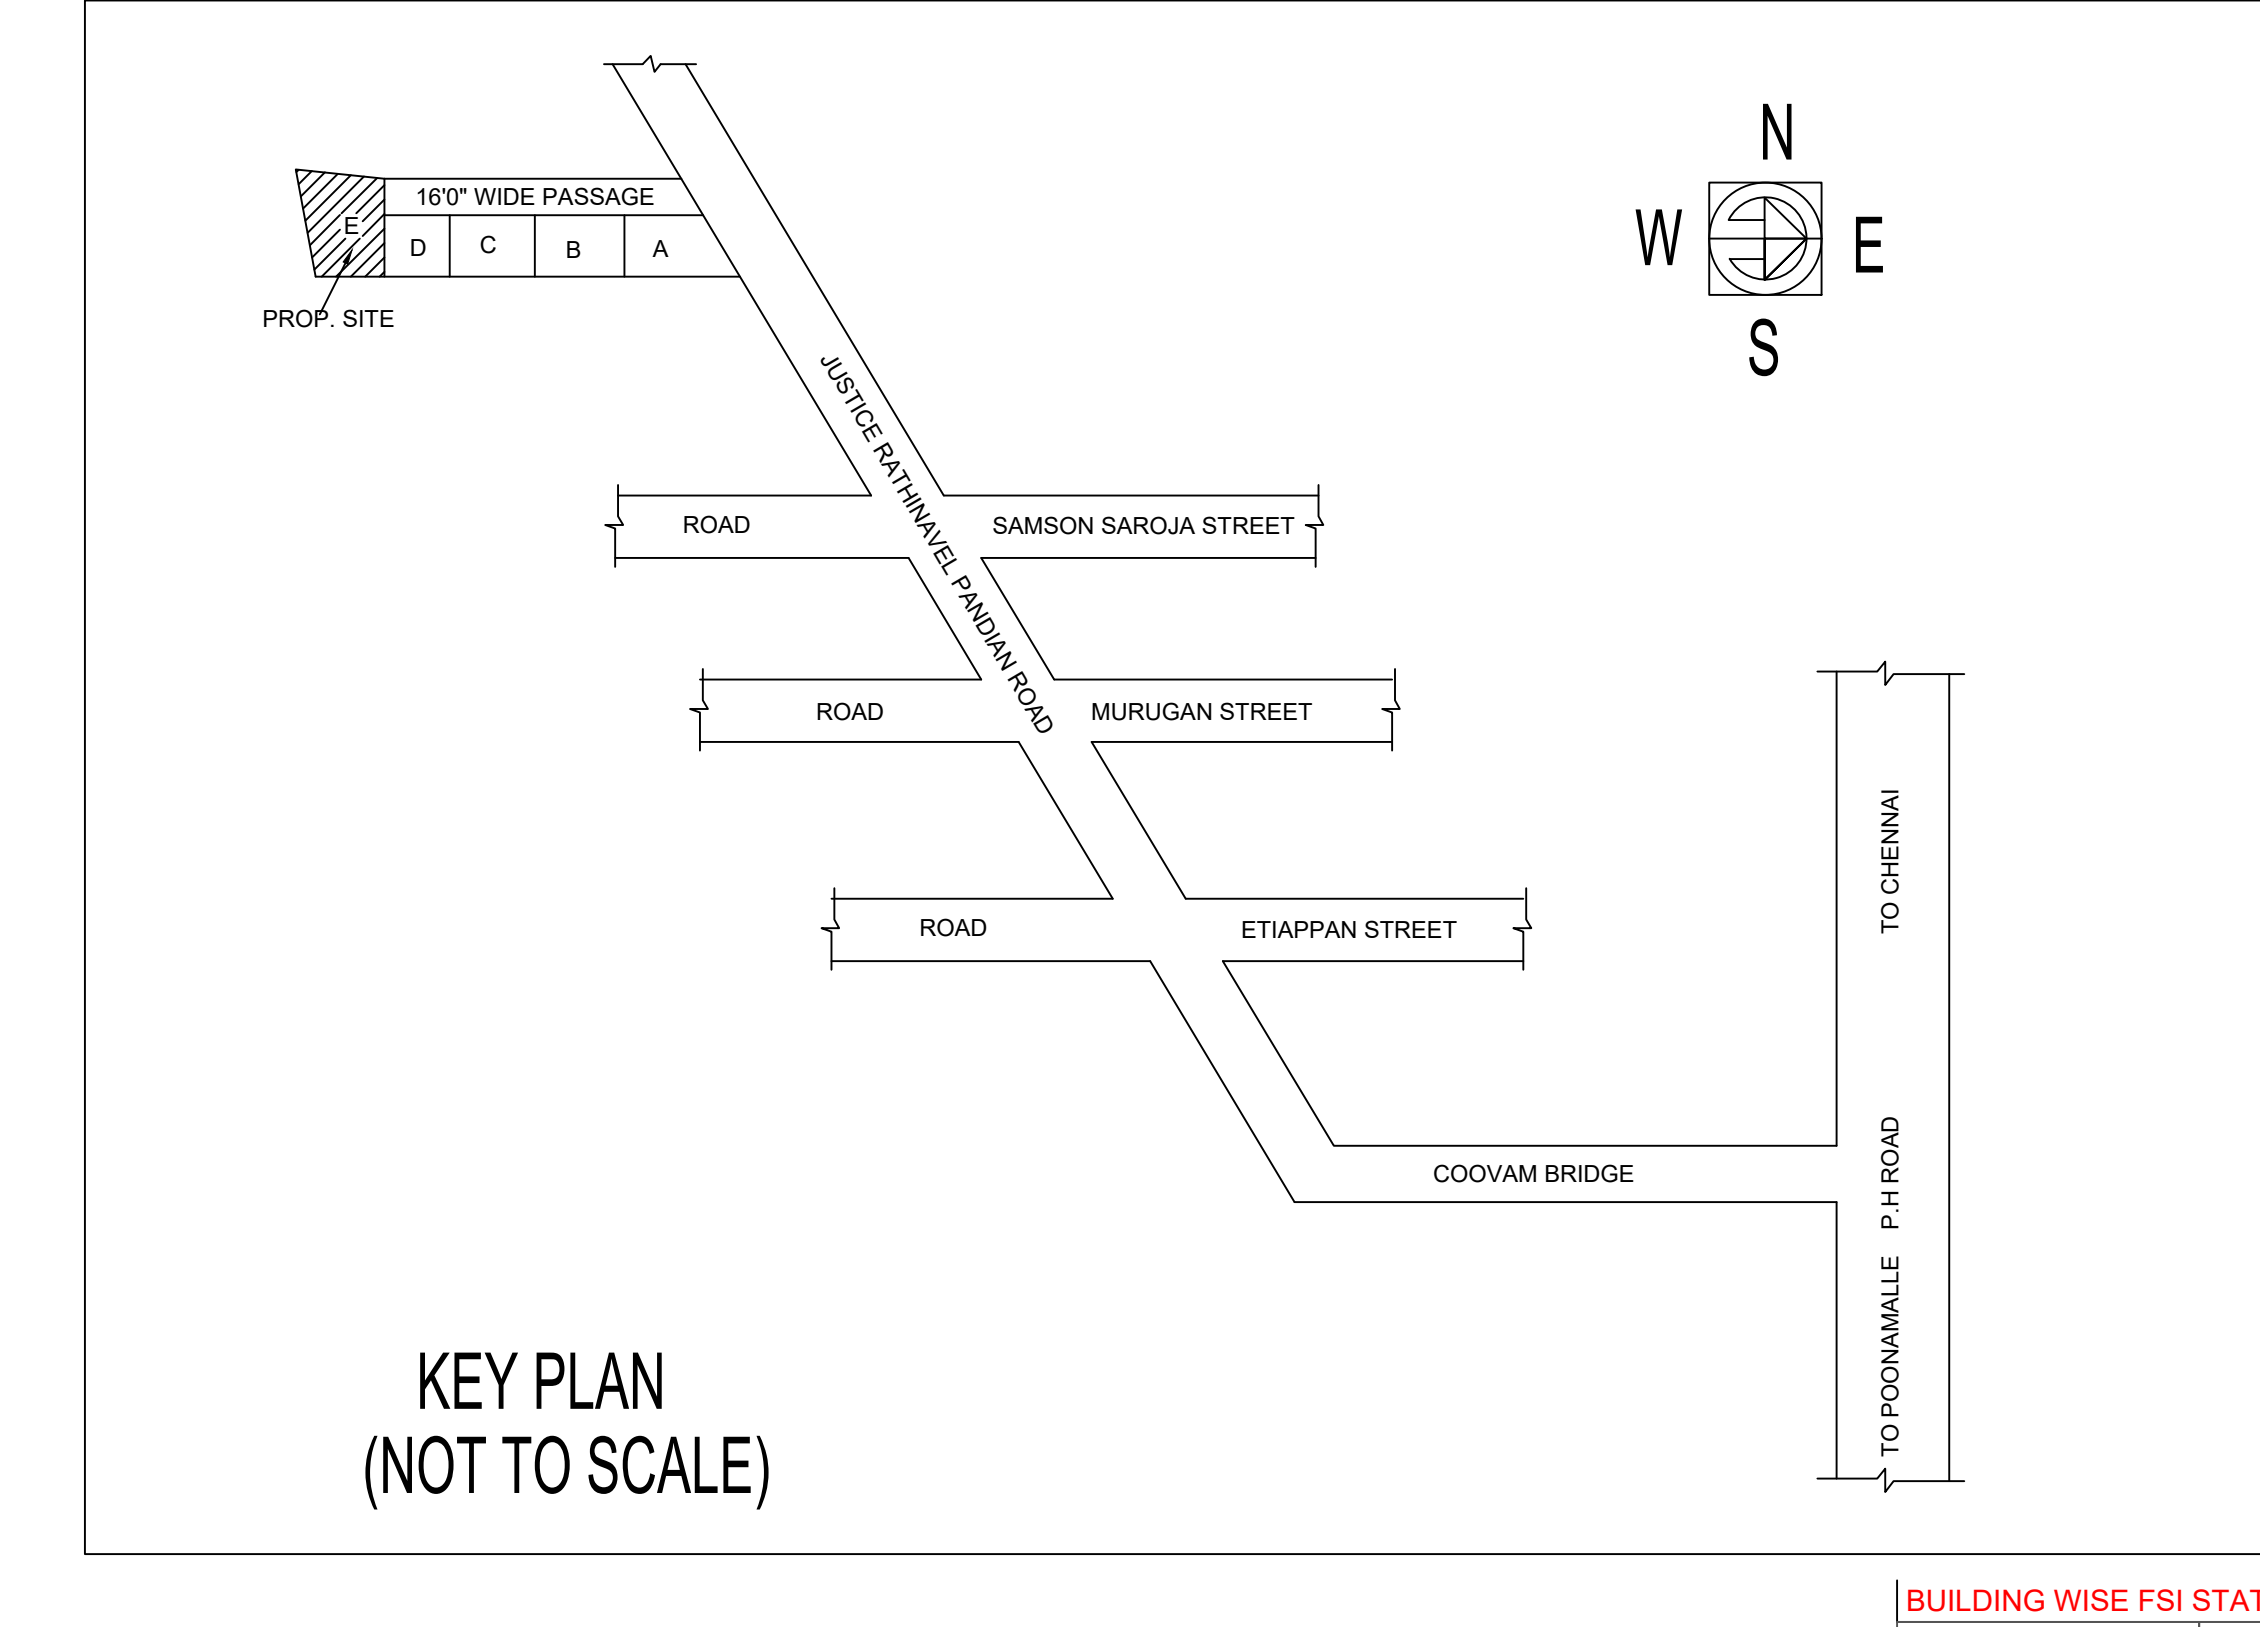 N
16'0" WIDE PASSAGE
E
D
C
B
A
W
E
PROP. SITE
S
JUSTICE RATHINAVEL PANDIAN ROAD
ROAD
SAMSON SAROJA STREET
ROAD
MURUGAN STREET
TO CHENNAI
ROAD
ETIAPPAN STREET
COOVAM BRIDGE
P.H ROAD
TO POONAMALLE
KEY PLAN
(NOT TO SCALE)
BUILDING WISE FSI STAT